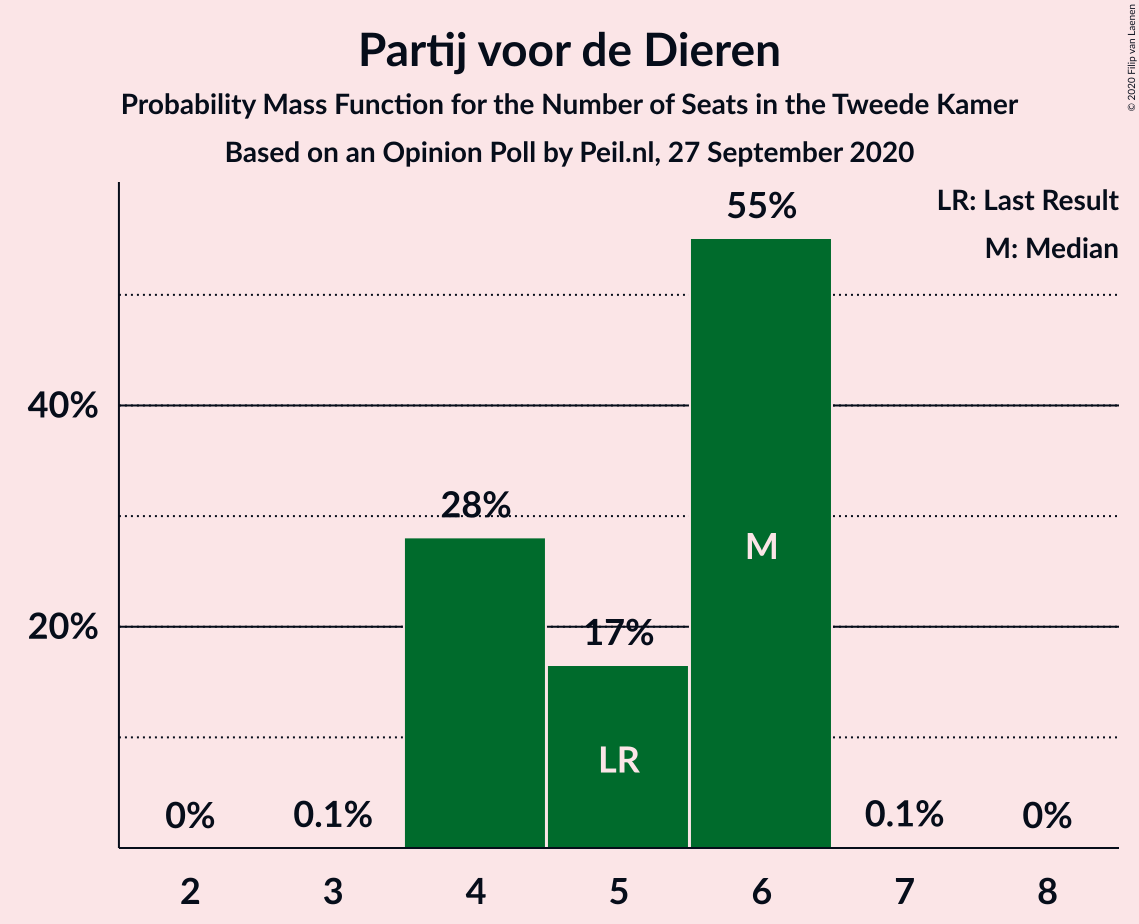 Partij voor de Dieren
Probability Mass Function for the Number of Seats in the Tweede Kamer
Based on an Opinion Poll by Peil.nl, 27 September 2020
© 2020 Filip van Laenen
LR: Last Result
M: Median
55%
40%
28%
M
20%
17%
LR
0%
0.1%
0.1%
0%
2 3 4 5 6 7 8